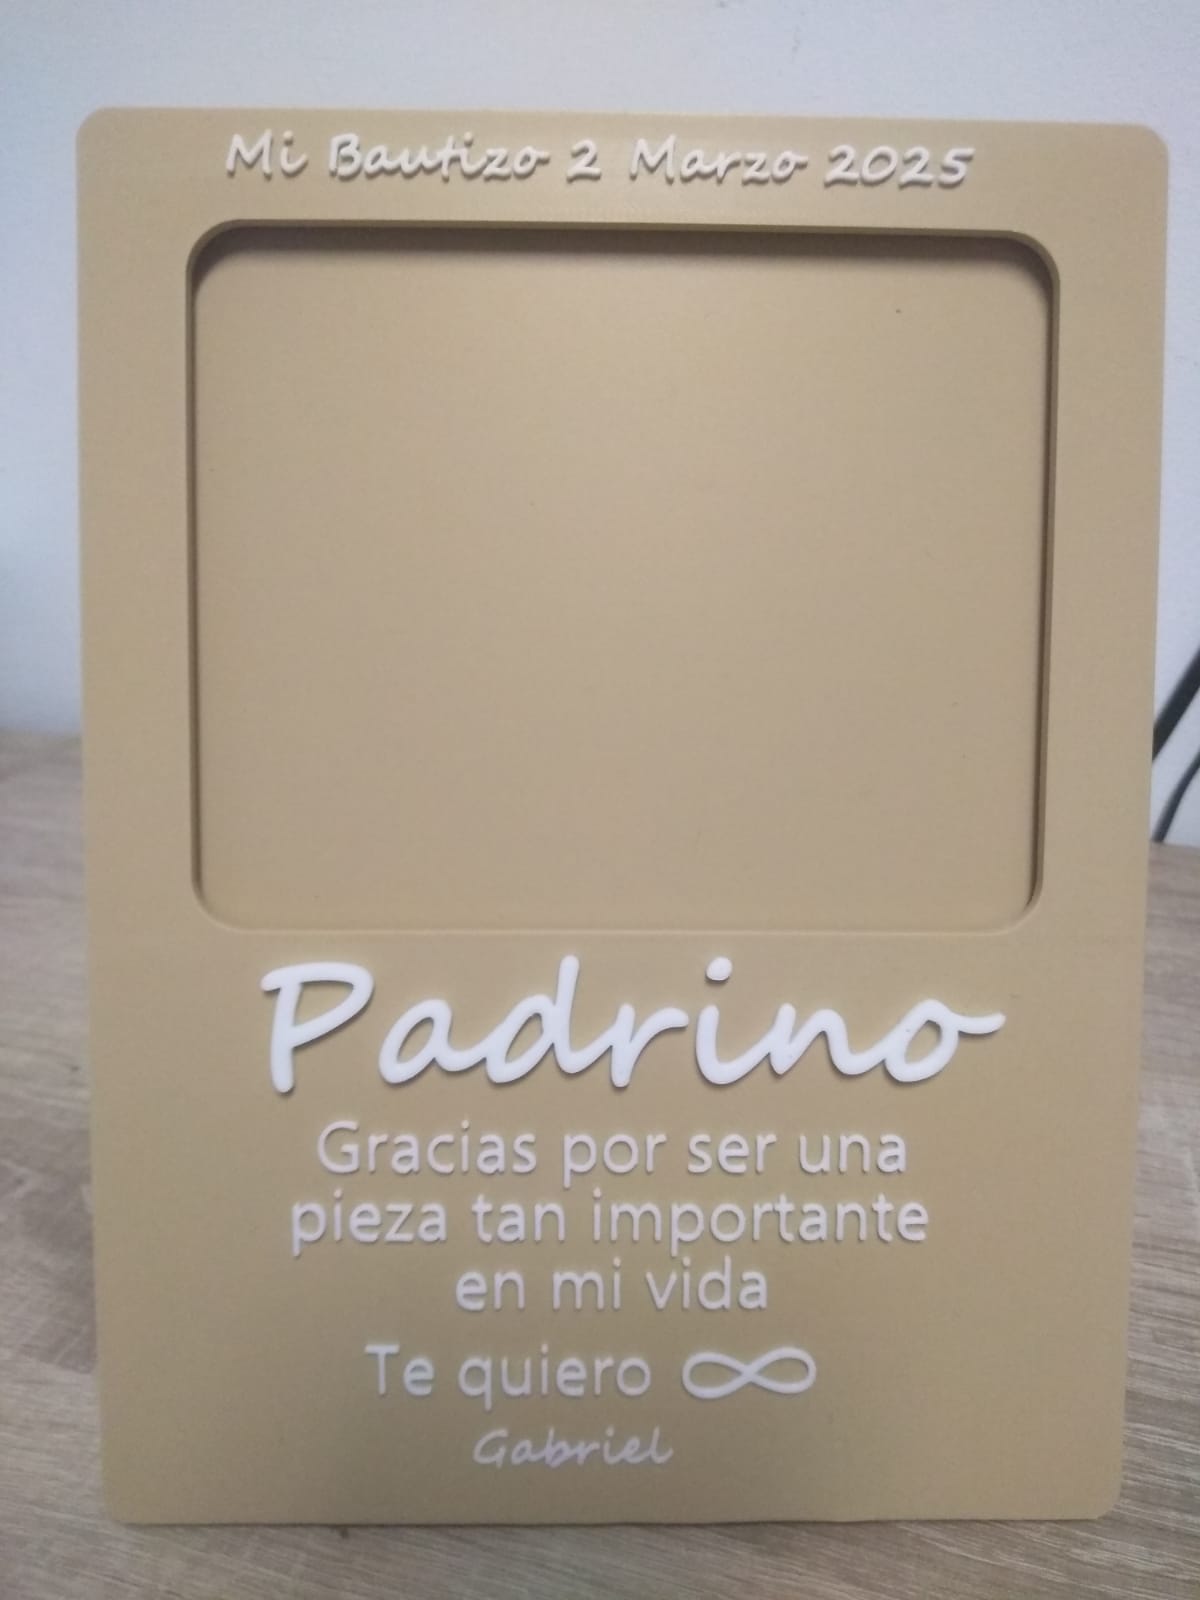 Mi Bautizo 2 Marzo 2025
Padrino
Gracias por ser una
pieza tan importante
en mi vida
Te quiero ∞
Gabriel